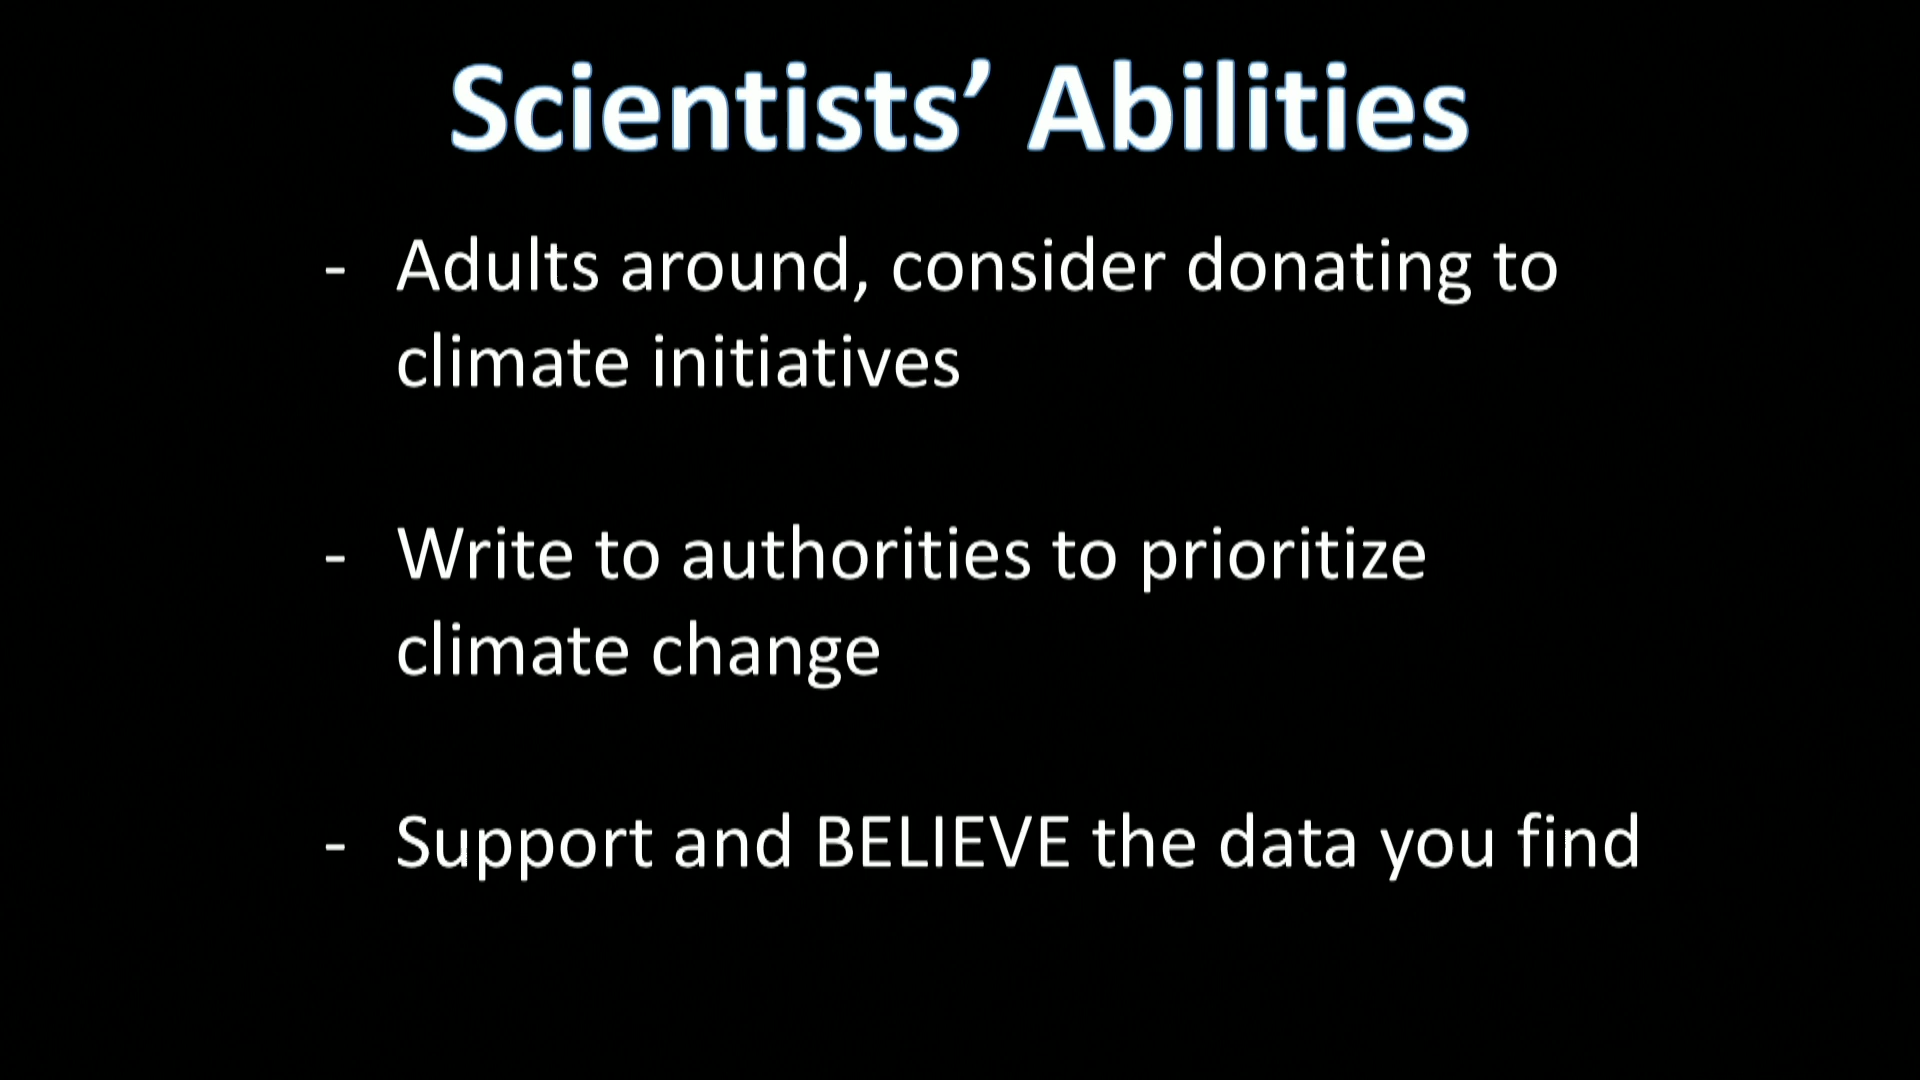 Scientists’ Abilities
- Adults around, consider donating to
climate initiatives
- Write to authorities to prioritize
climate change
- Support and BELIEVE the data you find